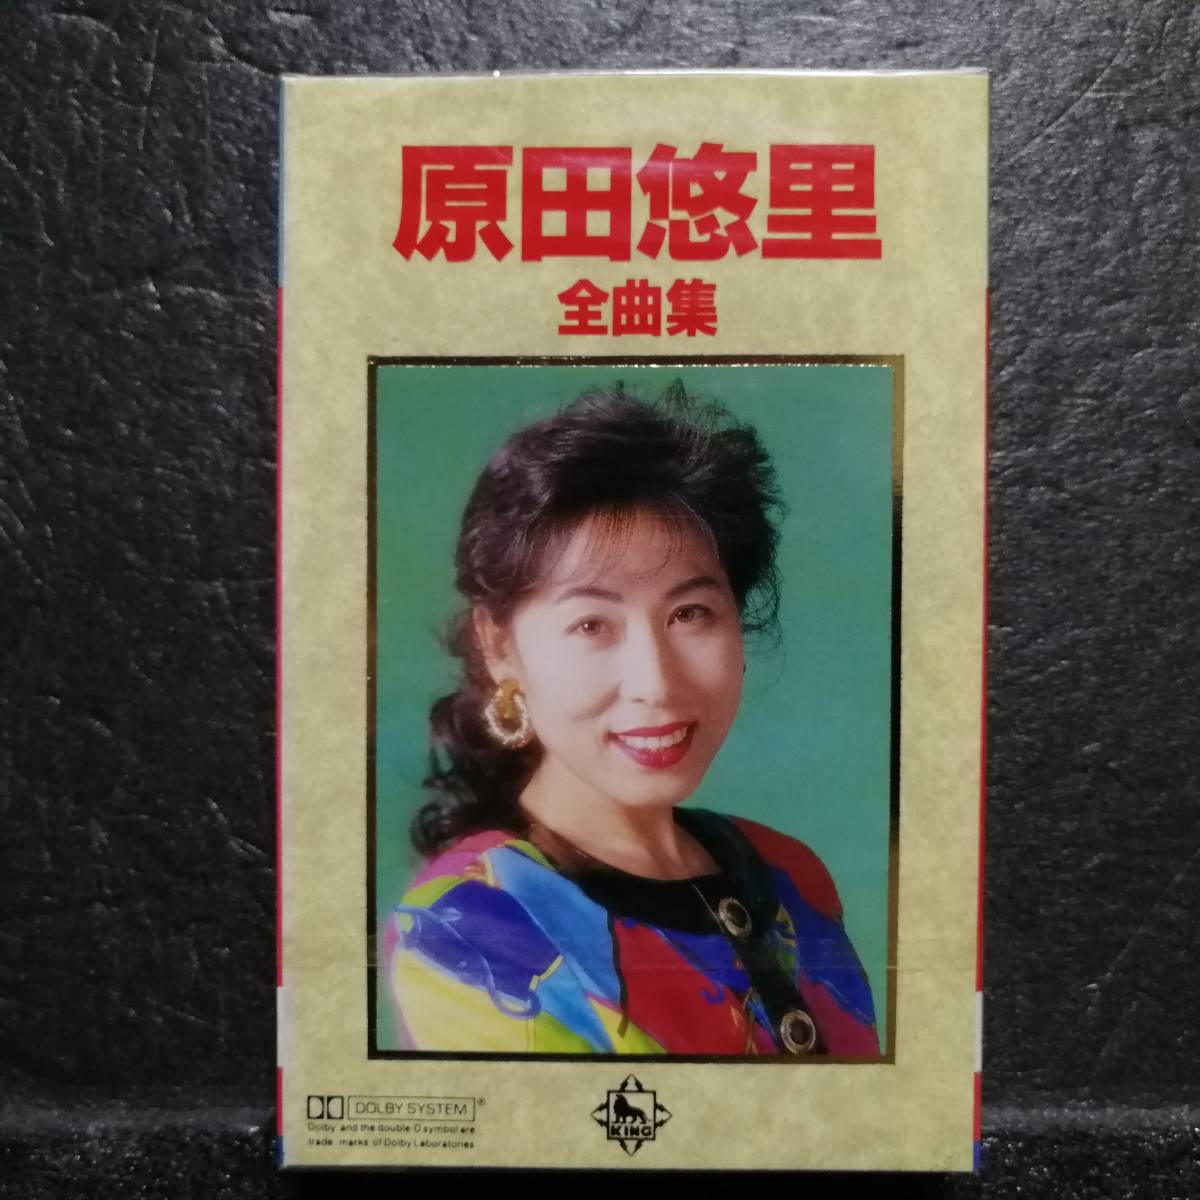 原田悠里
全曲集
DOLBY SYSTEM®
Dolby and the double-D symbol are
trade marks of Dolby Laboratories
KING